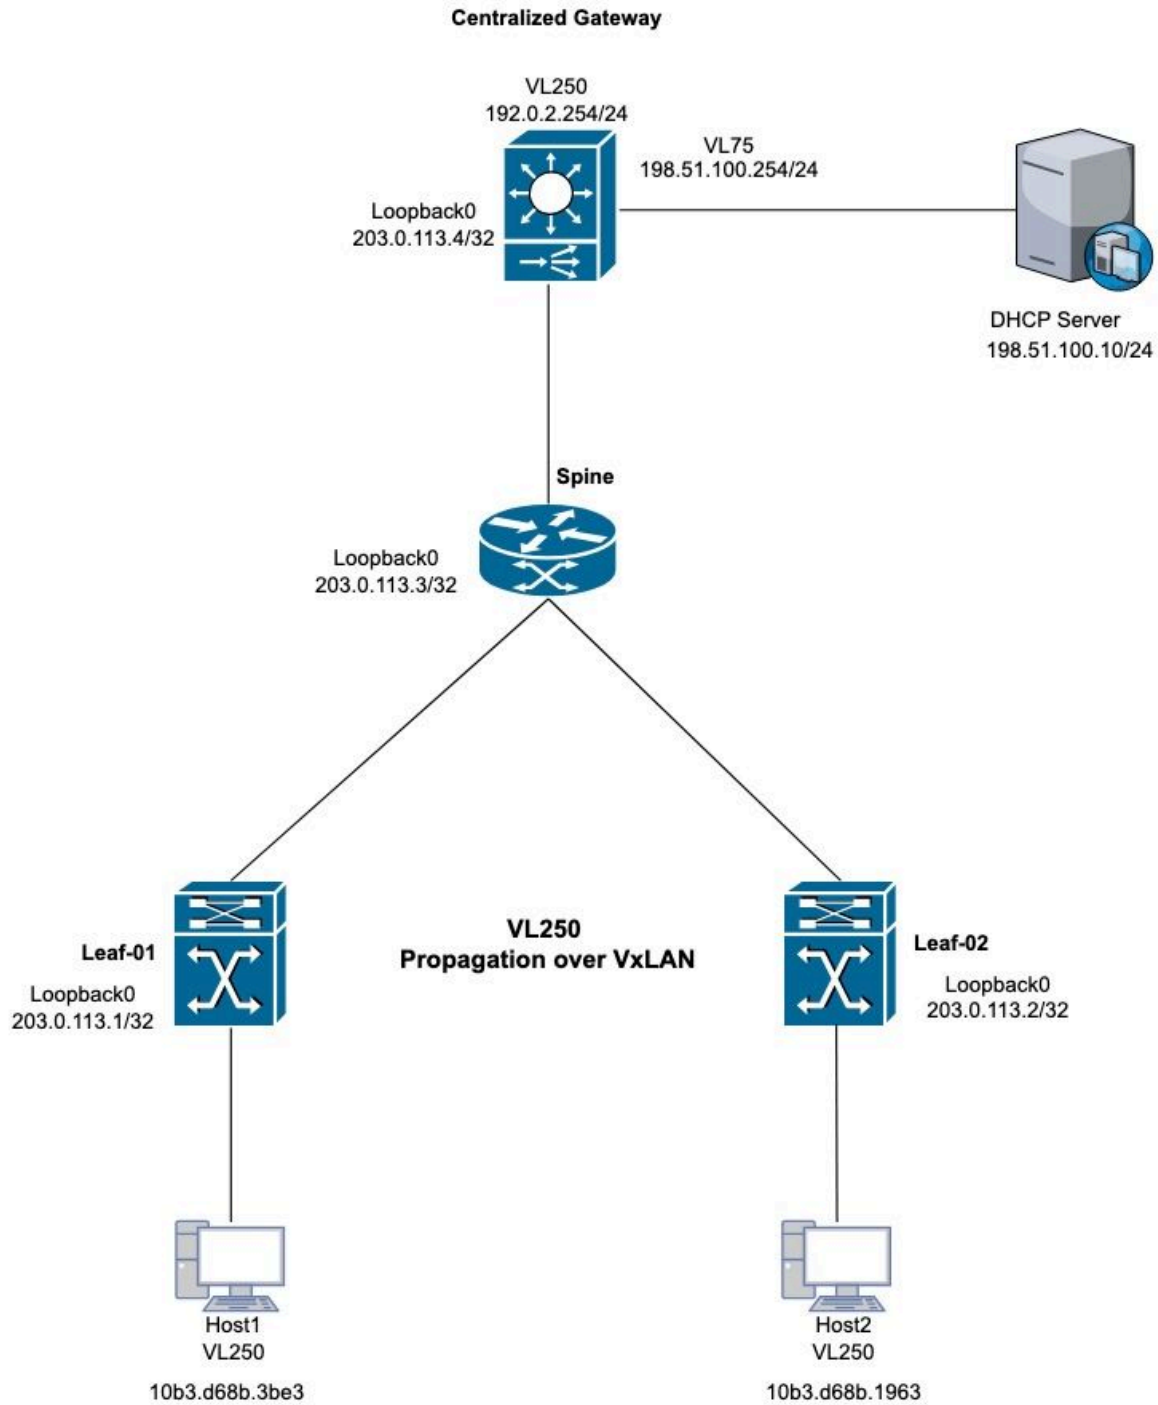 Centralized Gateway
VL250
192.0.2.254/24
VL75
198.51.100.254/24
Loopback0
203.0.113.4/32
DHCP Server
198.51.100.10/24
Spine
Loopback0
203.0.113.3/32
VL250
Propagation over VxLAN
Leaf-01
Loopback0
203.0.113.1/32
Leaf-02
Loopback0
203.0.113.2/32
Host1
VL250
10b3.d68b.3be3
Host2
VL250
10b3.d68b.1963